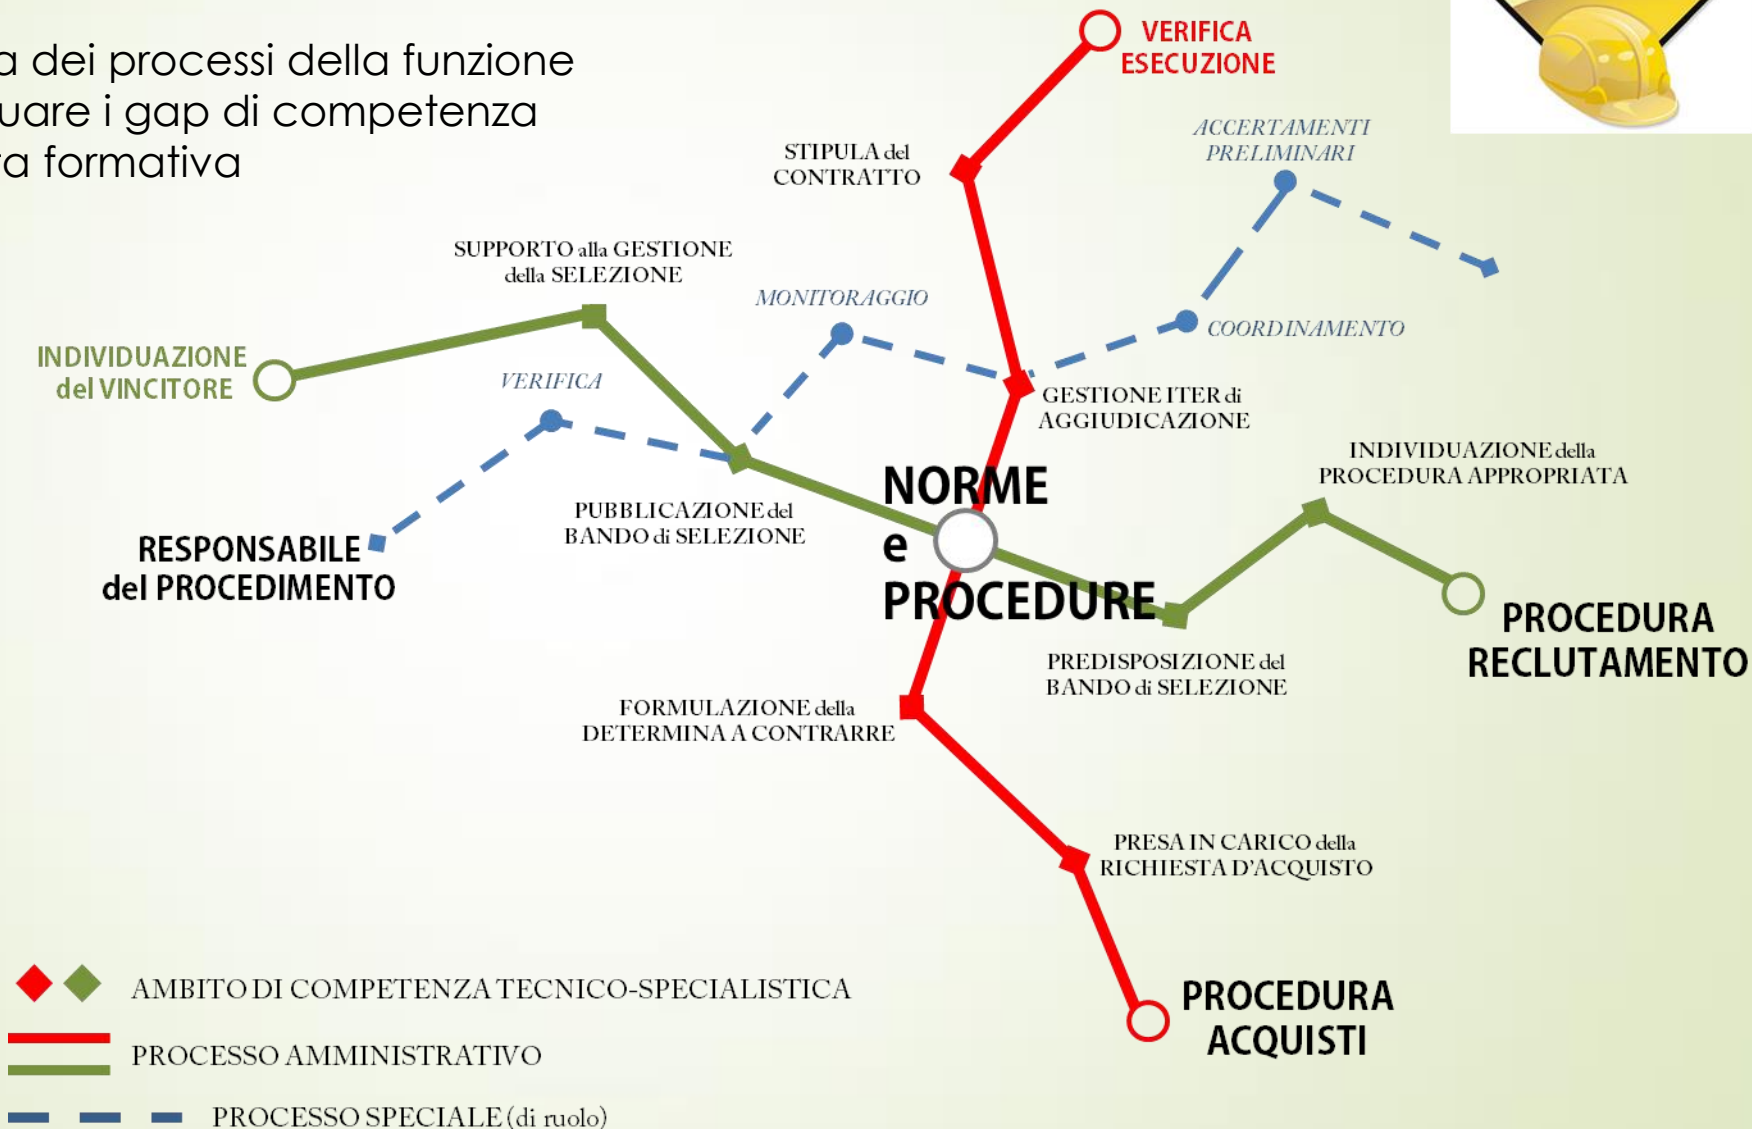 a dei processi della funzione
uare i gap di competenza
ta formativa
VERIFICA
ESECUZIONE
ACCERTAMENTI
PRELIMINARI
STIPULA del
CONTRATTO
SUPPORTO alla GESTIONE
della SELEZIONE
MONITORAGGIO
COORDINAMENTO
INDIVIDUAZIONE
del VINCITORE
VERIFICA
GESTIONE ITER di
AGGIUDICAZIONE
INDIVIDUAZIONE della
PROCEDURA APPROPRIATA
NORME
e
PROCEDURE
PUBBLICAZIONE del
BANDO di SELEZIONE
RESPONSABILE
del PROCEDIMENTO
PROCEDURA
RECLUTAMENTO
PREDISPOSIZIONE del
BANDO di SELEZIONE
FORMULAZIONE della
DETERMINA A CONTRARRE
PRESA IN CARICO della
RICHIESTA D'ACQUISTO
PROCEDURA
ACQUISTI
AMBITO DI COMPETENZA TECNICO-SPECIALISTICA
PROCESSO AMMINISTRATIVO
PROCESSO SPECIALE (di ruolo)